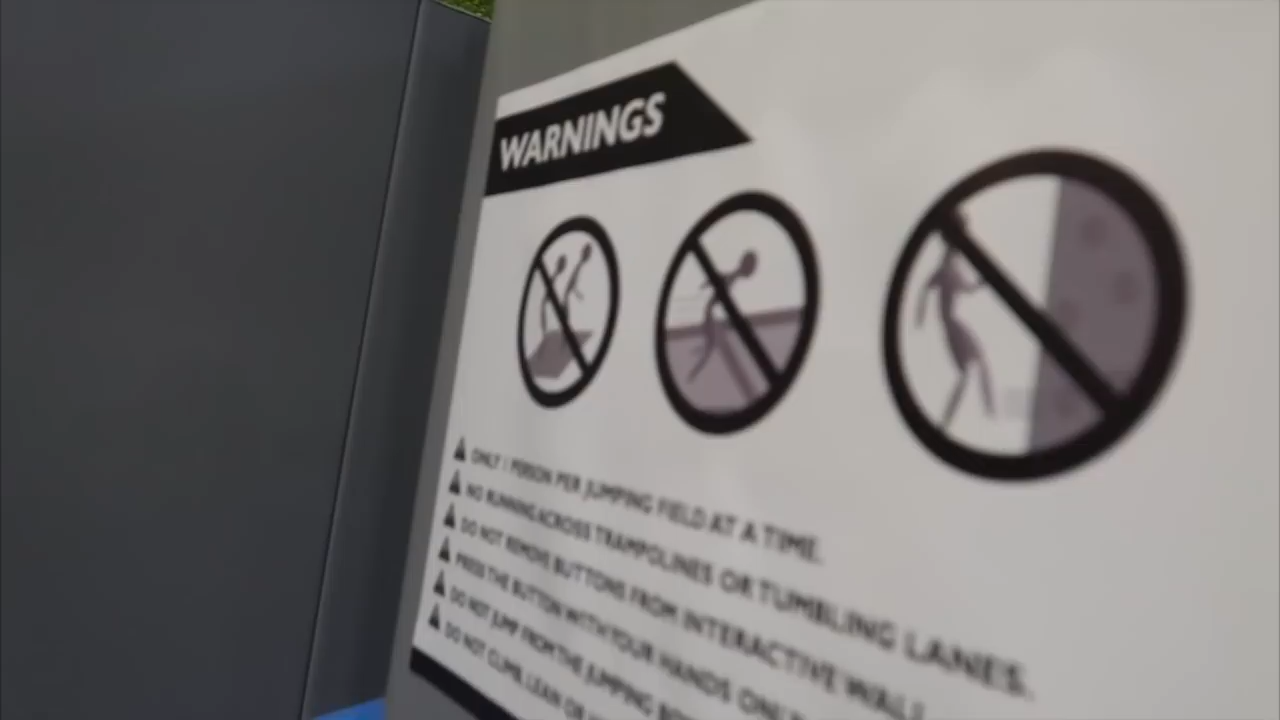 WARNINGS
ONLY 1 PERSON PER JUMPING FIELD AT A TIME.
NO RUNNING ACROSS TRAMPOLINES OR TUMBLING LANES.
DO NOT REMOVE BUTTONS FROM INTERACTIVE WALL
PRESS THE BUTTON WITH YOUR HANDS ONLY
DO NOT JUMP FROM THE JUMPING
DO NOT CLIMB, LEAN OR